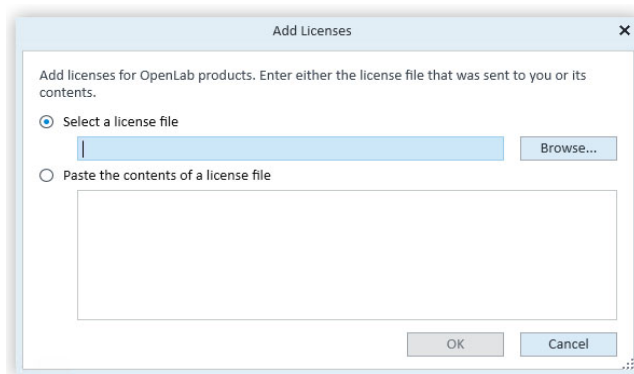 Add Licenses
Add licenses for OpenLab products. Enter either the license file that was sent to you or its
contents.
Select a license file
Browse...
Paste the contents of a license file
OK
Cancel